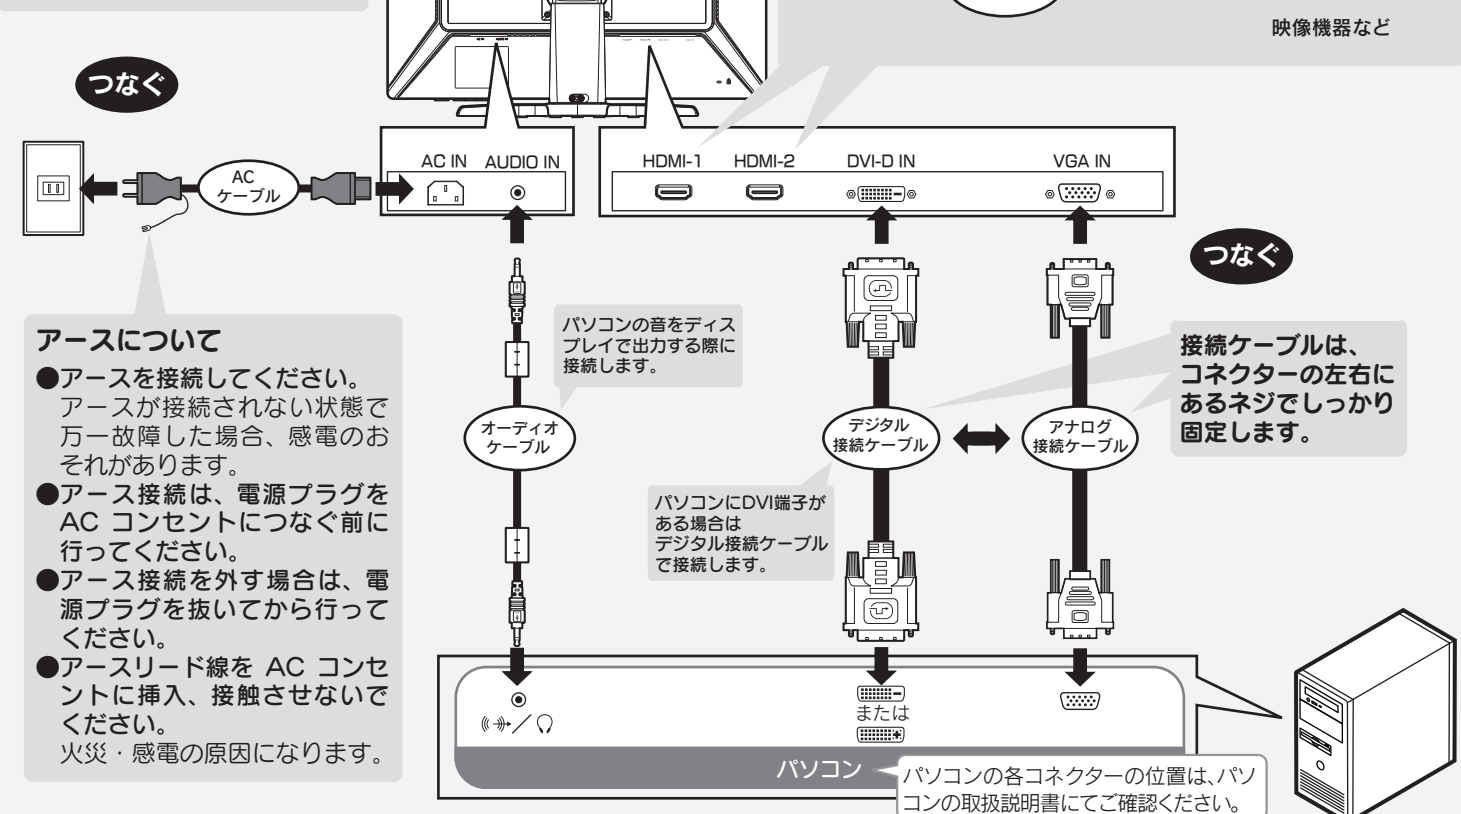 映像機器など
つなぐ
AC IN AUDIO IN
HDMI-1 HDMI-2 DVI-D IN VGA IN
AC
ケーブル
つなぐ
アースについて
●アースを接続してください。
アースが接続されない状態で
万一故障した場合、感電のお
それがあります。
●アース接続は、電源プラグを
AC コンセントにつなぐ前に
行ってください。
●アース接続を外す場合は、電
源プラグを抜いてから行って
ください。
●アースリード線を AC コンセ
ントに挿入、接触させないで
ください。
火災・感電の原因になります。
パソコンの音をディス
プレイで出力する際に
接続します。
オーディオ
ケーブル
デジタル
接続ケーブル
アナログ
接続ケーブル
接続ケーブルは、
コネクターの左右に
あるネジでしっかり
固定します。
パソコンにDVI端子が
ある場合は
デジタル接続ケーブル
で接続します。
または
パソコン
パソコンの各コネクターの位置は、パソ
コンの取扱説明書にてご確認ください。